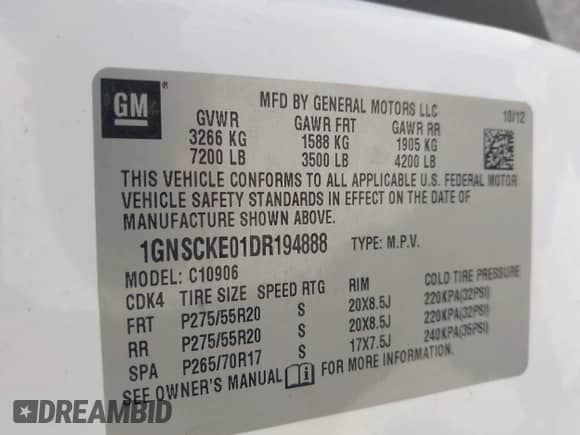 GM ®
MFD BY GENERAL MOTORS LLC
10/12
GVWR GAWR FRT GAWR RR
3266 KG 1588 KG 1905 KG
7200 LB 3500 LB 4200 LB
THIS VEHICLE CONFORMS TO ALL APPLICABLE U.S. FEDERAL MOTOR
VEHICLE SAFETY STANDARDS IN EFFECT ON THE DATE OF
MANUFACTURE SHOWN ABOVE.
1GNSCKE01DR194888 TYPE: M.P.V.
MODEL: C10906
CDK4 TIRE SIZE SPEED RTG RIM COLD TIRE PRESSURE
FRT P275/55R20 S 20X8.5J 220KPA(32PSI)
RR P275/55R20 S 20X8.5J 220KPA(32PSI)
SPA P265/70R17 S 17X7.5J 240KPA(35PSI)
SEE OWNER'S MANUAL i FOR MORE INFORMATION.
DREAMBID